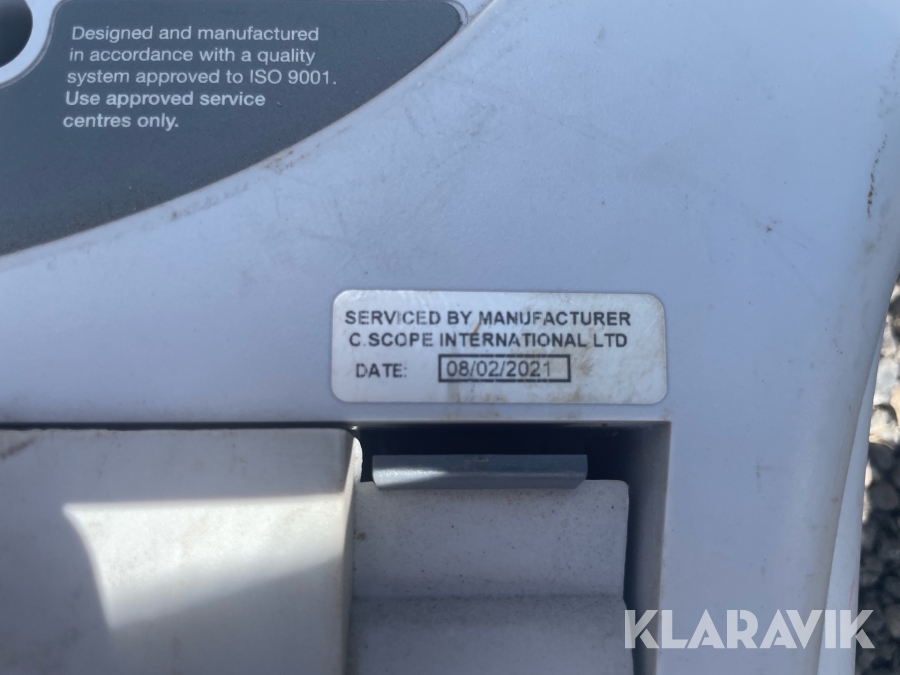 Designed and manufactured
in accordance with a quality
system approved to ISO 9001.
Use approved service
centres only.
SERVICED BY MANUFACTURER
C.SCOPE INTERNATIONAL LTD
DATE: 08/02/2021
KLARAVIK